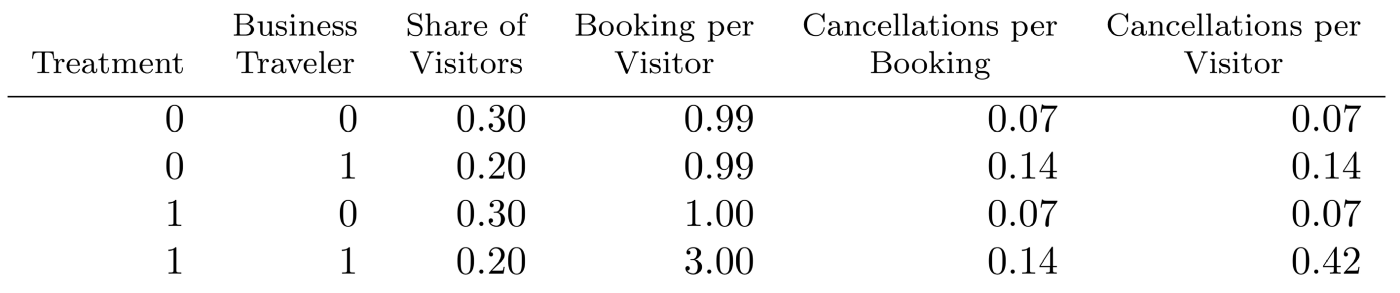 Business Share of Booking per Cancellations per Cancellations per
Treatment Traveler Visitors Visitor Booking Visitor
0 0 0.30 0.99 0.07 0.07
0 1 0.20 0.99 0.14 0.14
1 0 0.30 1.00 0.07 0.07
1 1 0.20 3.00 0.14 0.42